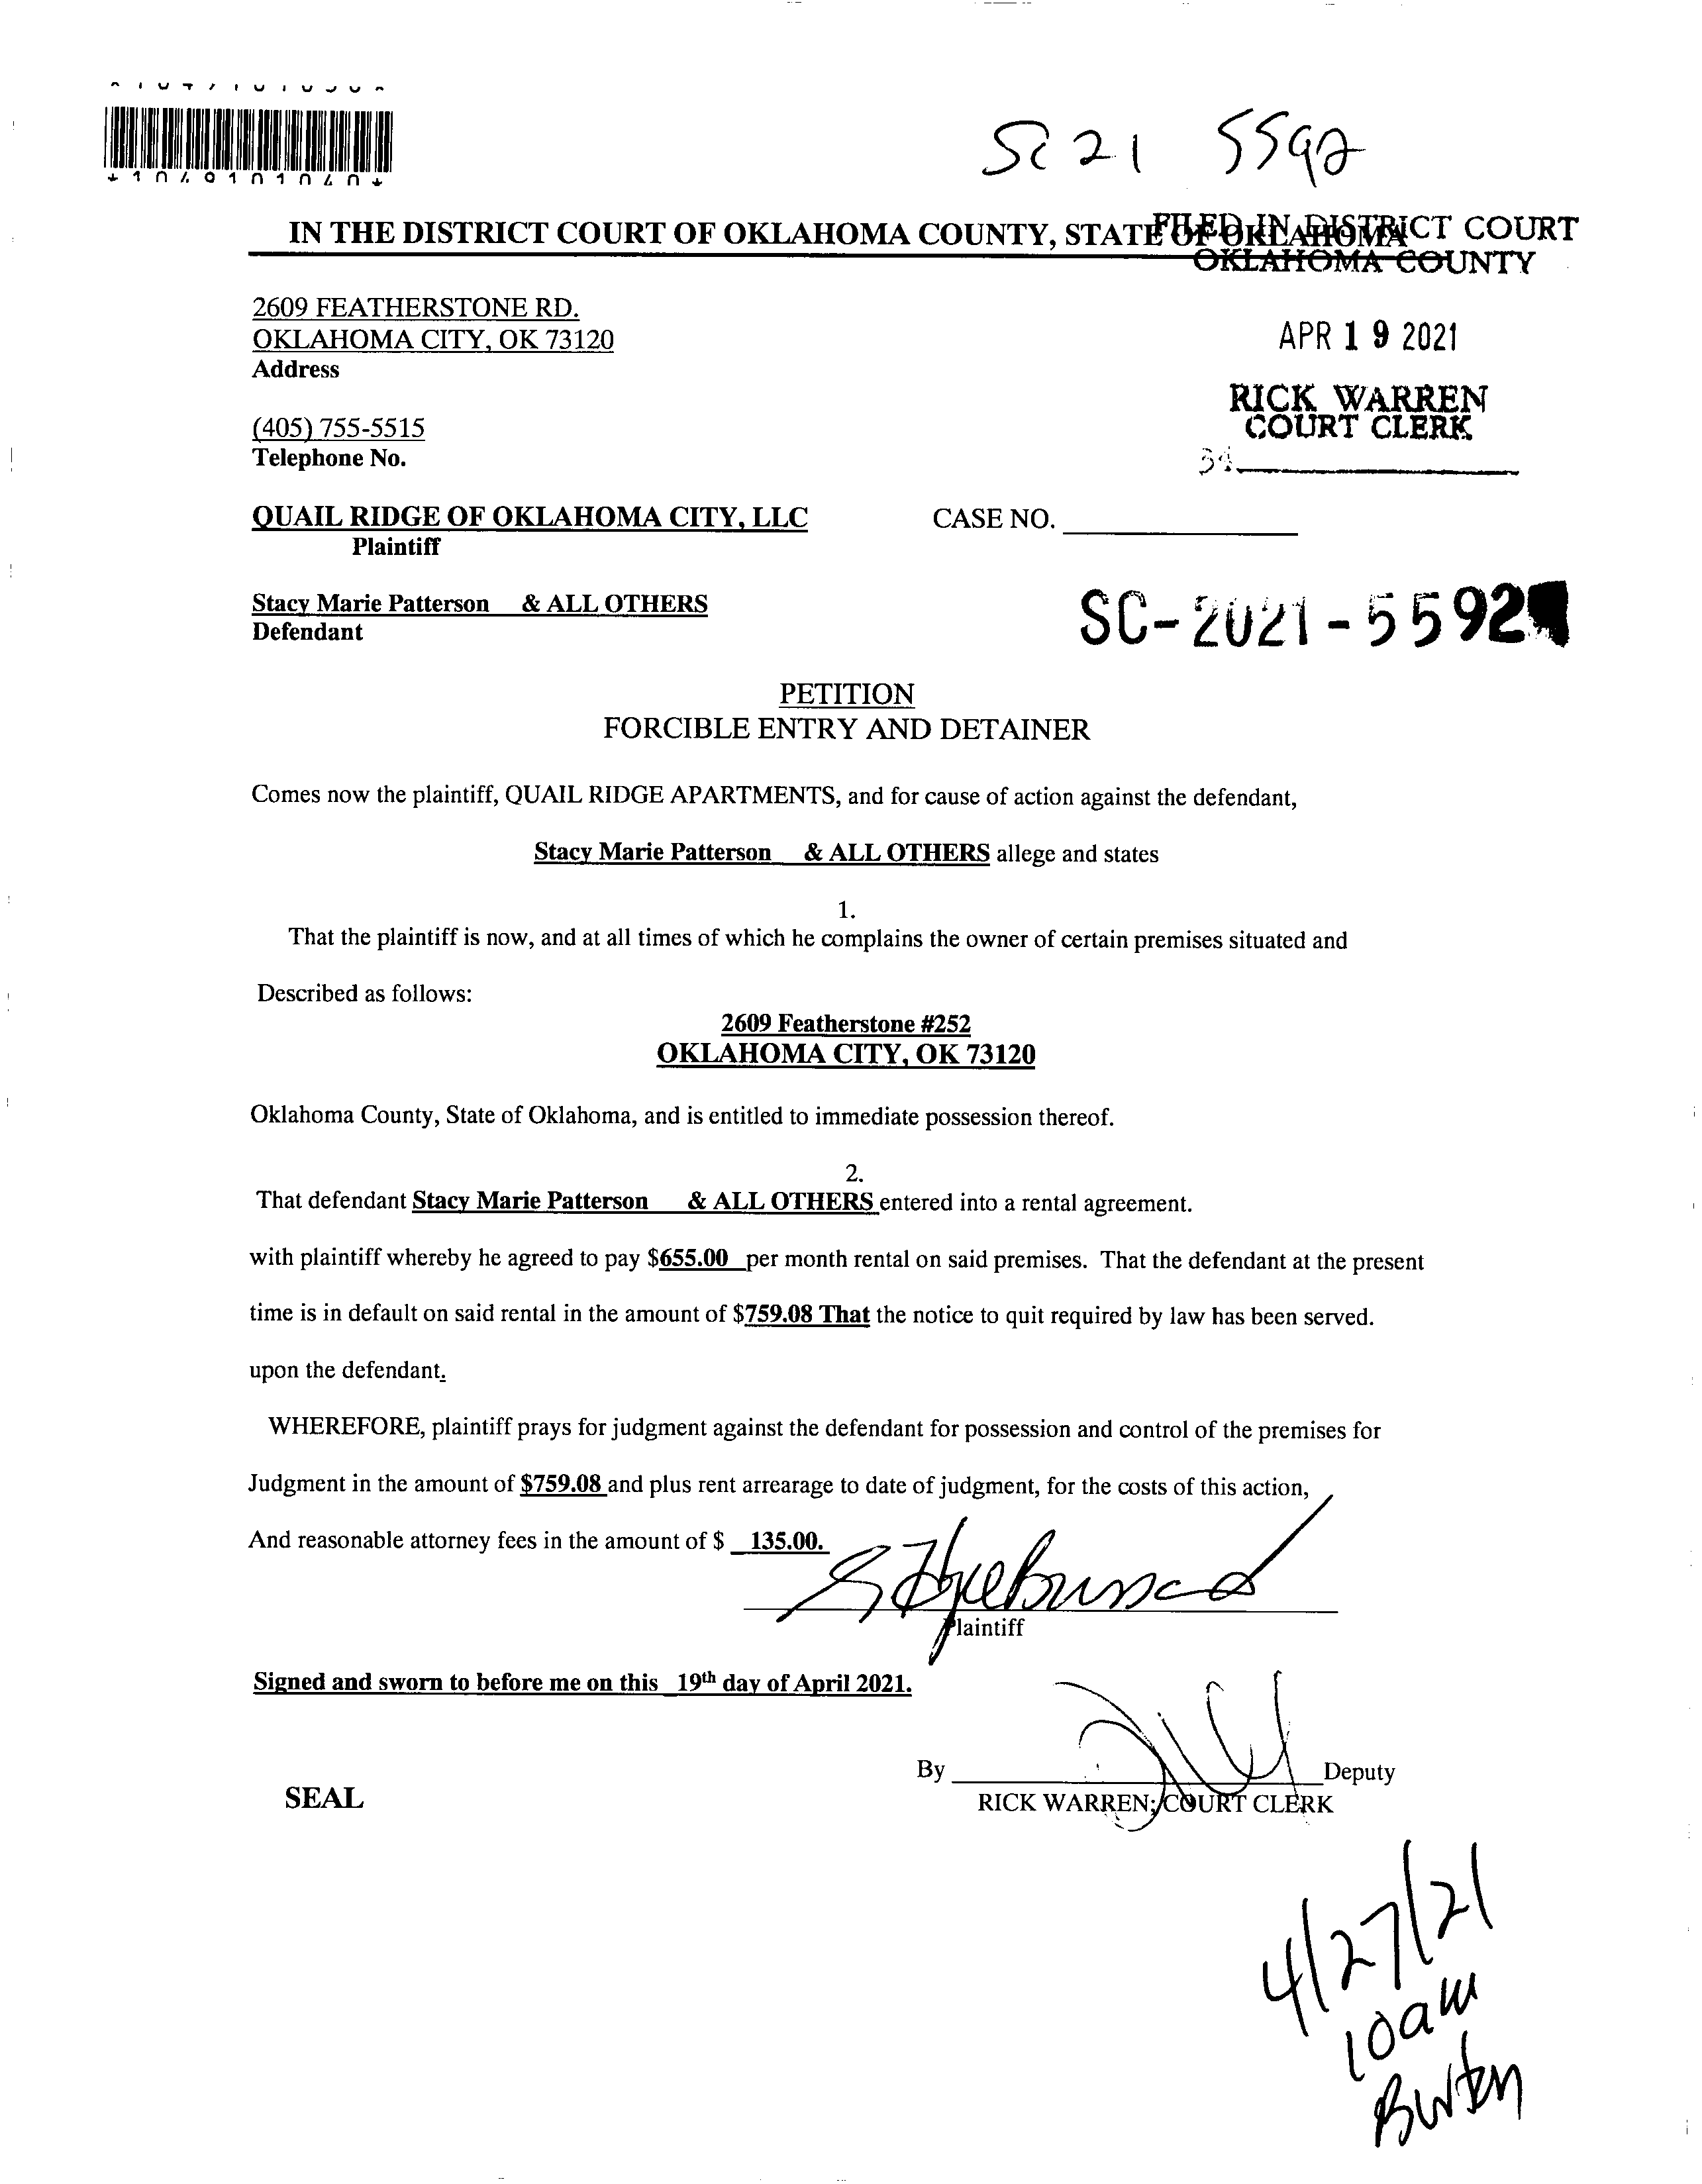 SC 21 5592
IN THE DISTRICT COURT OF OKLAHOMA COUNTY, STATE OF OKLAHOMA
FILED IN DISTRICT COURT
OKLAHOMA COUNTY
2609 FEATHERSTONE RD.
OKLAHOMA CITY, OK 73120
Address
APR 19 2021
RICK WARREN
COURT CLERK
34
(405) 755-5515
Telephone No.
QUAIL RIDGE OF OKLAHOMA CITY, LLC CASE NO.
Plaintiff
Stacy Marie Patterson & ALL OTHERS
Defendant
SC-2021-5592
PETITION
FORCIBLE ENTRY AND DETAINER
Comes now the plaintiff, QUAIL RIDGE APARTMENTS, and for cause of action against the defendant,
Stacy Marie Patterson & ALL OTHERS allege and states
1.
That the plaintiff is now, and at all times of which he complains the owner of certain premises situated and
Described as follows:
2609 Featherstone #252
OKLAHOMA CITY, OK 73120
Oklahoma County, State of Oklahoma, and is entitled to immediate possession thereof.
2.
That defendant Stacy Marie Patterson & ALL OTHERS entered into a rental agreement.
with plaintiff whereby he agreed to pay $655.00 per month rental on said premises. That the defendant at the present
time is in default on said rental in the amount of $759.08 That the notice to quit required by law has been served.
upon the defendant.
WHEREFORE, plaintiff prays for judgment against the defendant for possession and control of the premises for
Judgment in the amount of $759.08 and plus rent arrearage to date of judgment, for the costs of this action,
And reasonable attorney fees in the amount of $ 135.00.
Plaintiff
Signed and sworn to before me on this 19th day of April 2021.
By Deputy
SEAL
RICK WARREN, COURT CLERK
4/27/21
10am
Burton